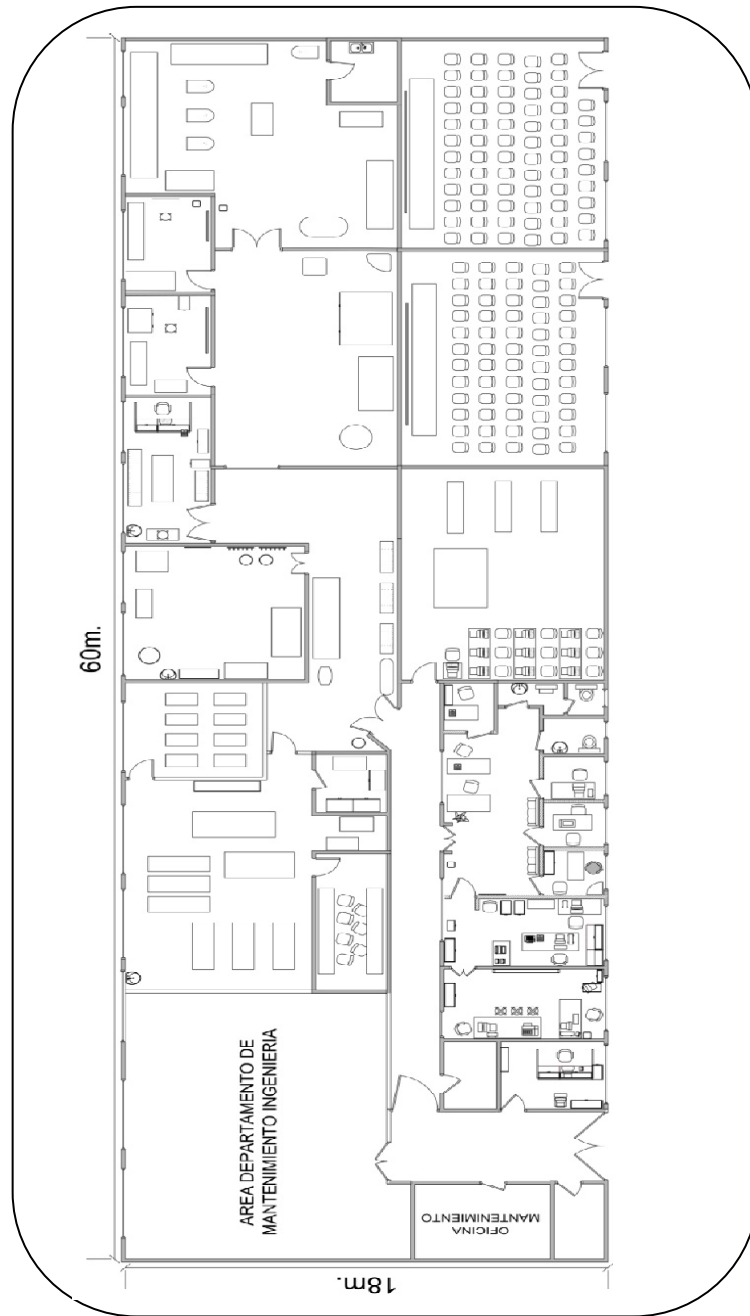 60m.
AREA DEPARTAMENTO DE
MANTENIMIENTO INGENIERIA
OFICINA
MANTENIMIENTO
18m.